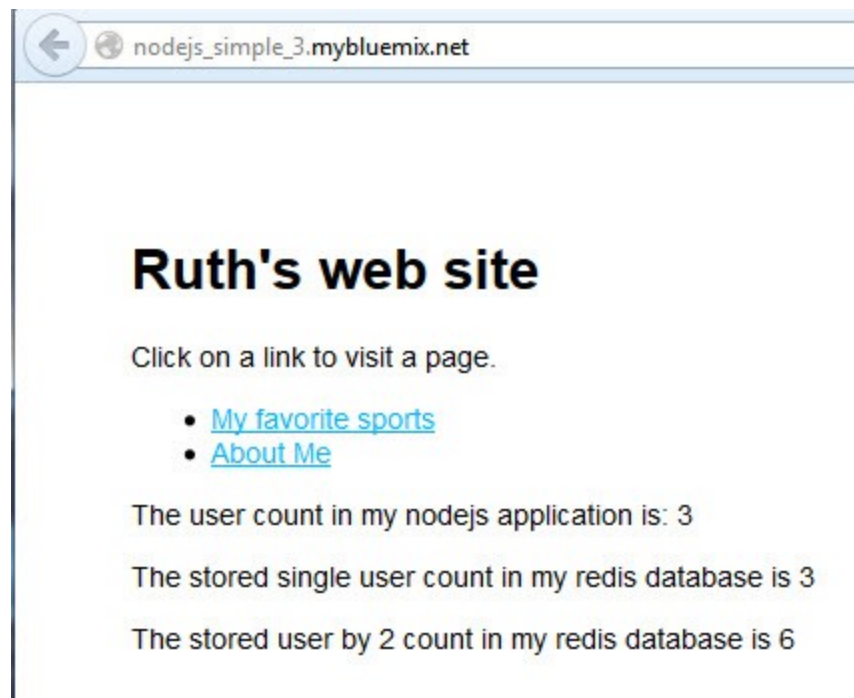 nodejs_simple_3.mybluemix.net
Ruth's web site
Click on a link to visit a page.
My favorite sports
About Me
The user count in my nodejs application is: 3
The stored single user count in my redis database is 3
The stored user by 2 count in my redis database is 6